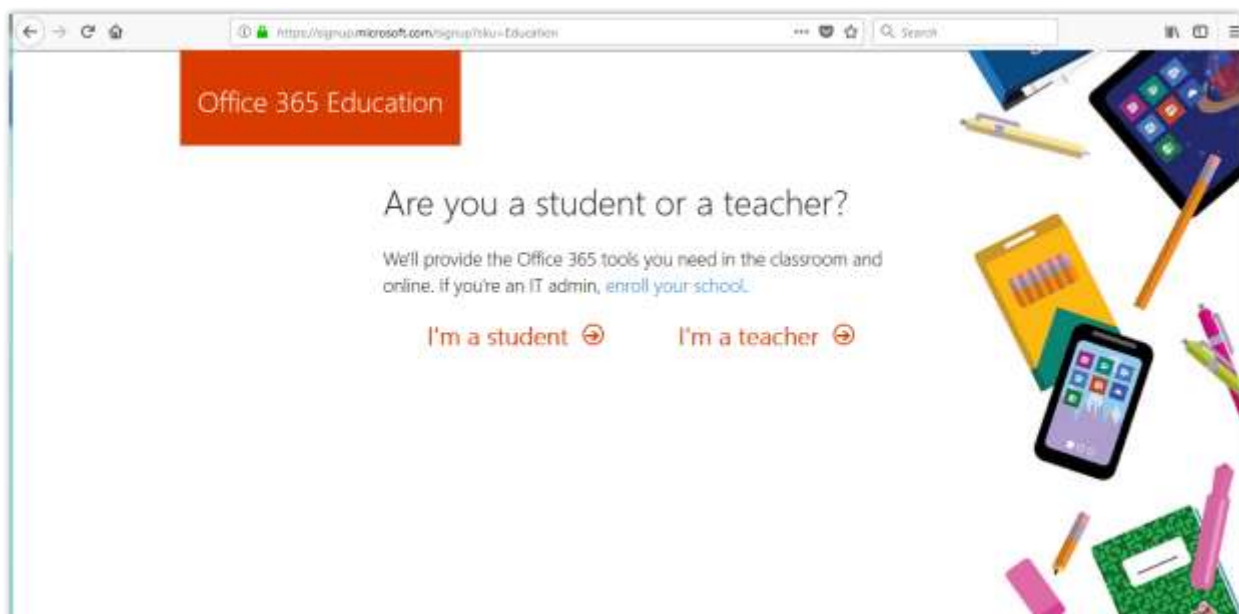 https://signup.microsoft.com/signup?sku=Education
Search
Office 365 Education
Are you a student or a teacher?
We'll provide the Office 365 tools you need in the classroom and
online. If you're an IT admin, enroll your school.
I'm a student
I'm a teacher